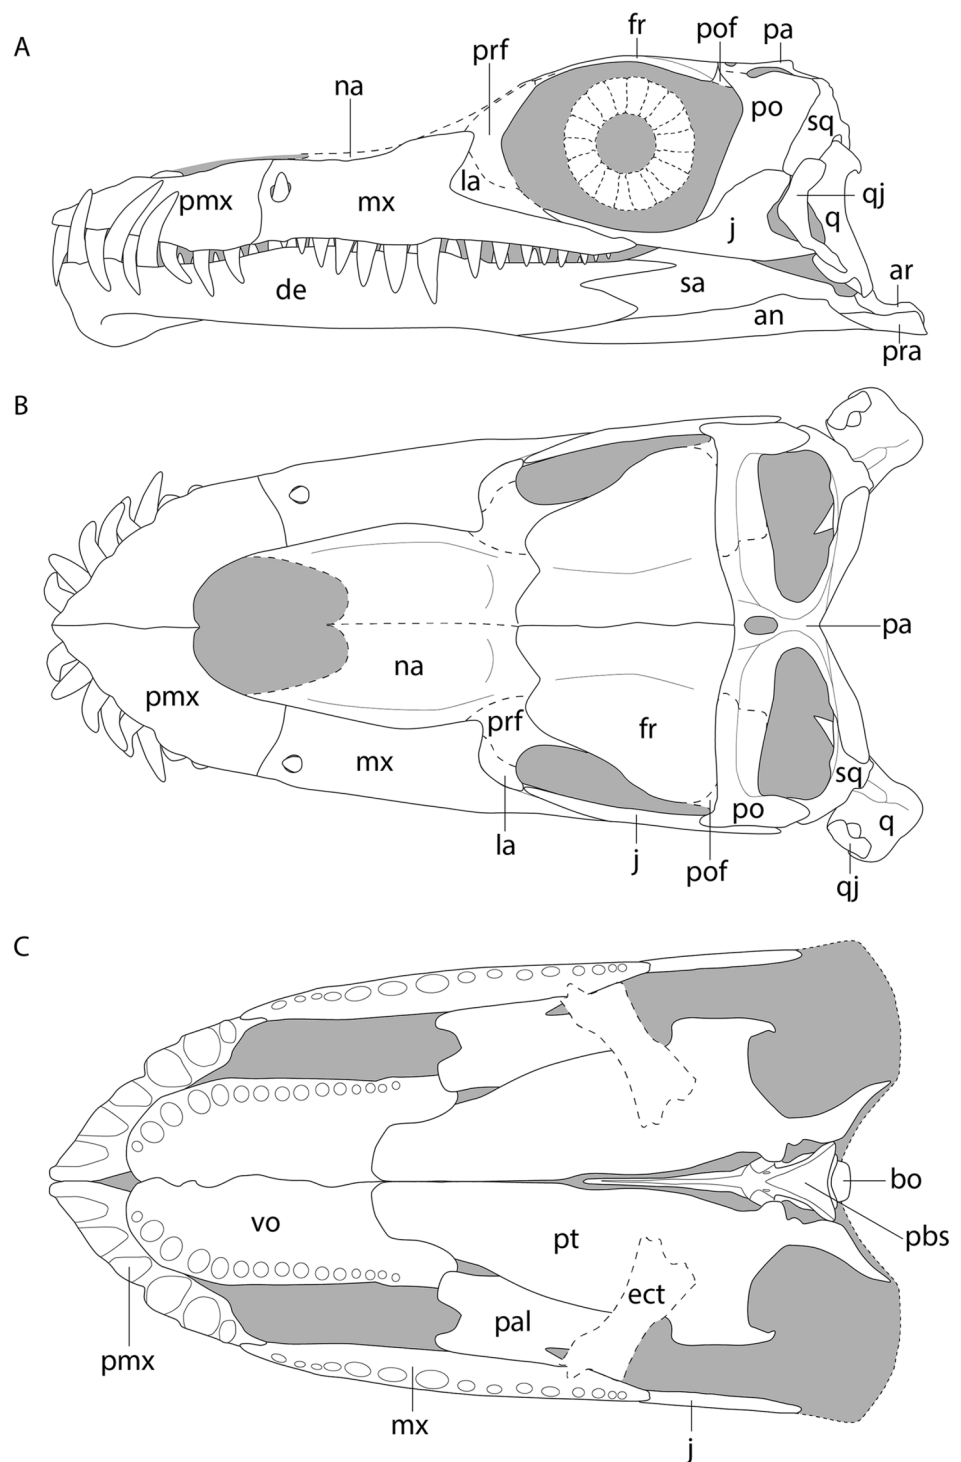 A
fr
pof
pa
prf
na
po
sq
la
pmx
mx
qj
j
q
de
sa
ar
an
pra
B
pa
na
pmx
prf
fr
mx
sq
po
q
la
j
pof
qj
C
bo
vo
pbs
pt
ect
pal
pmx
mx
j